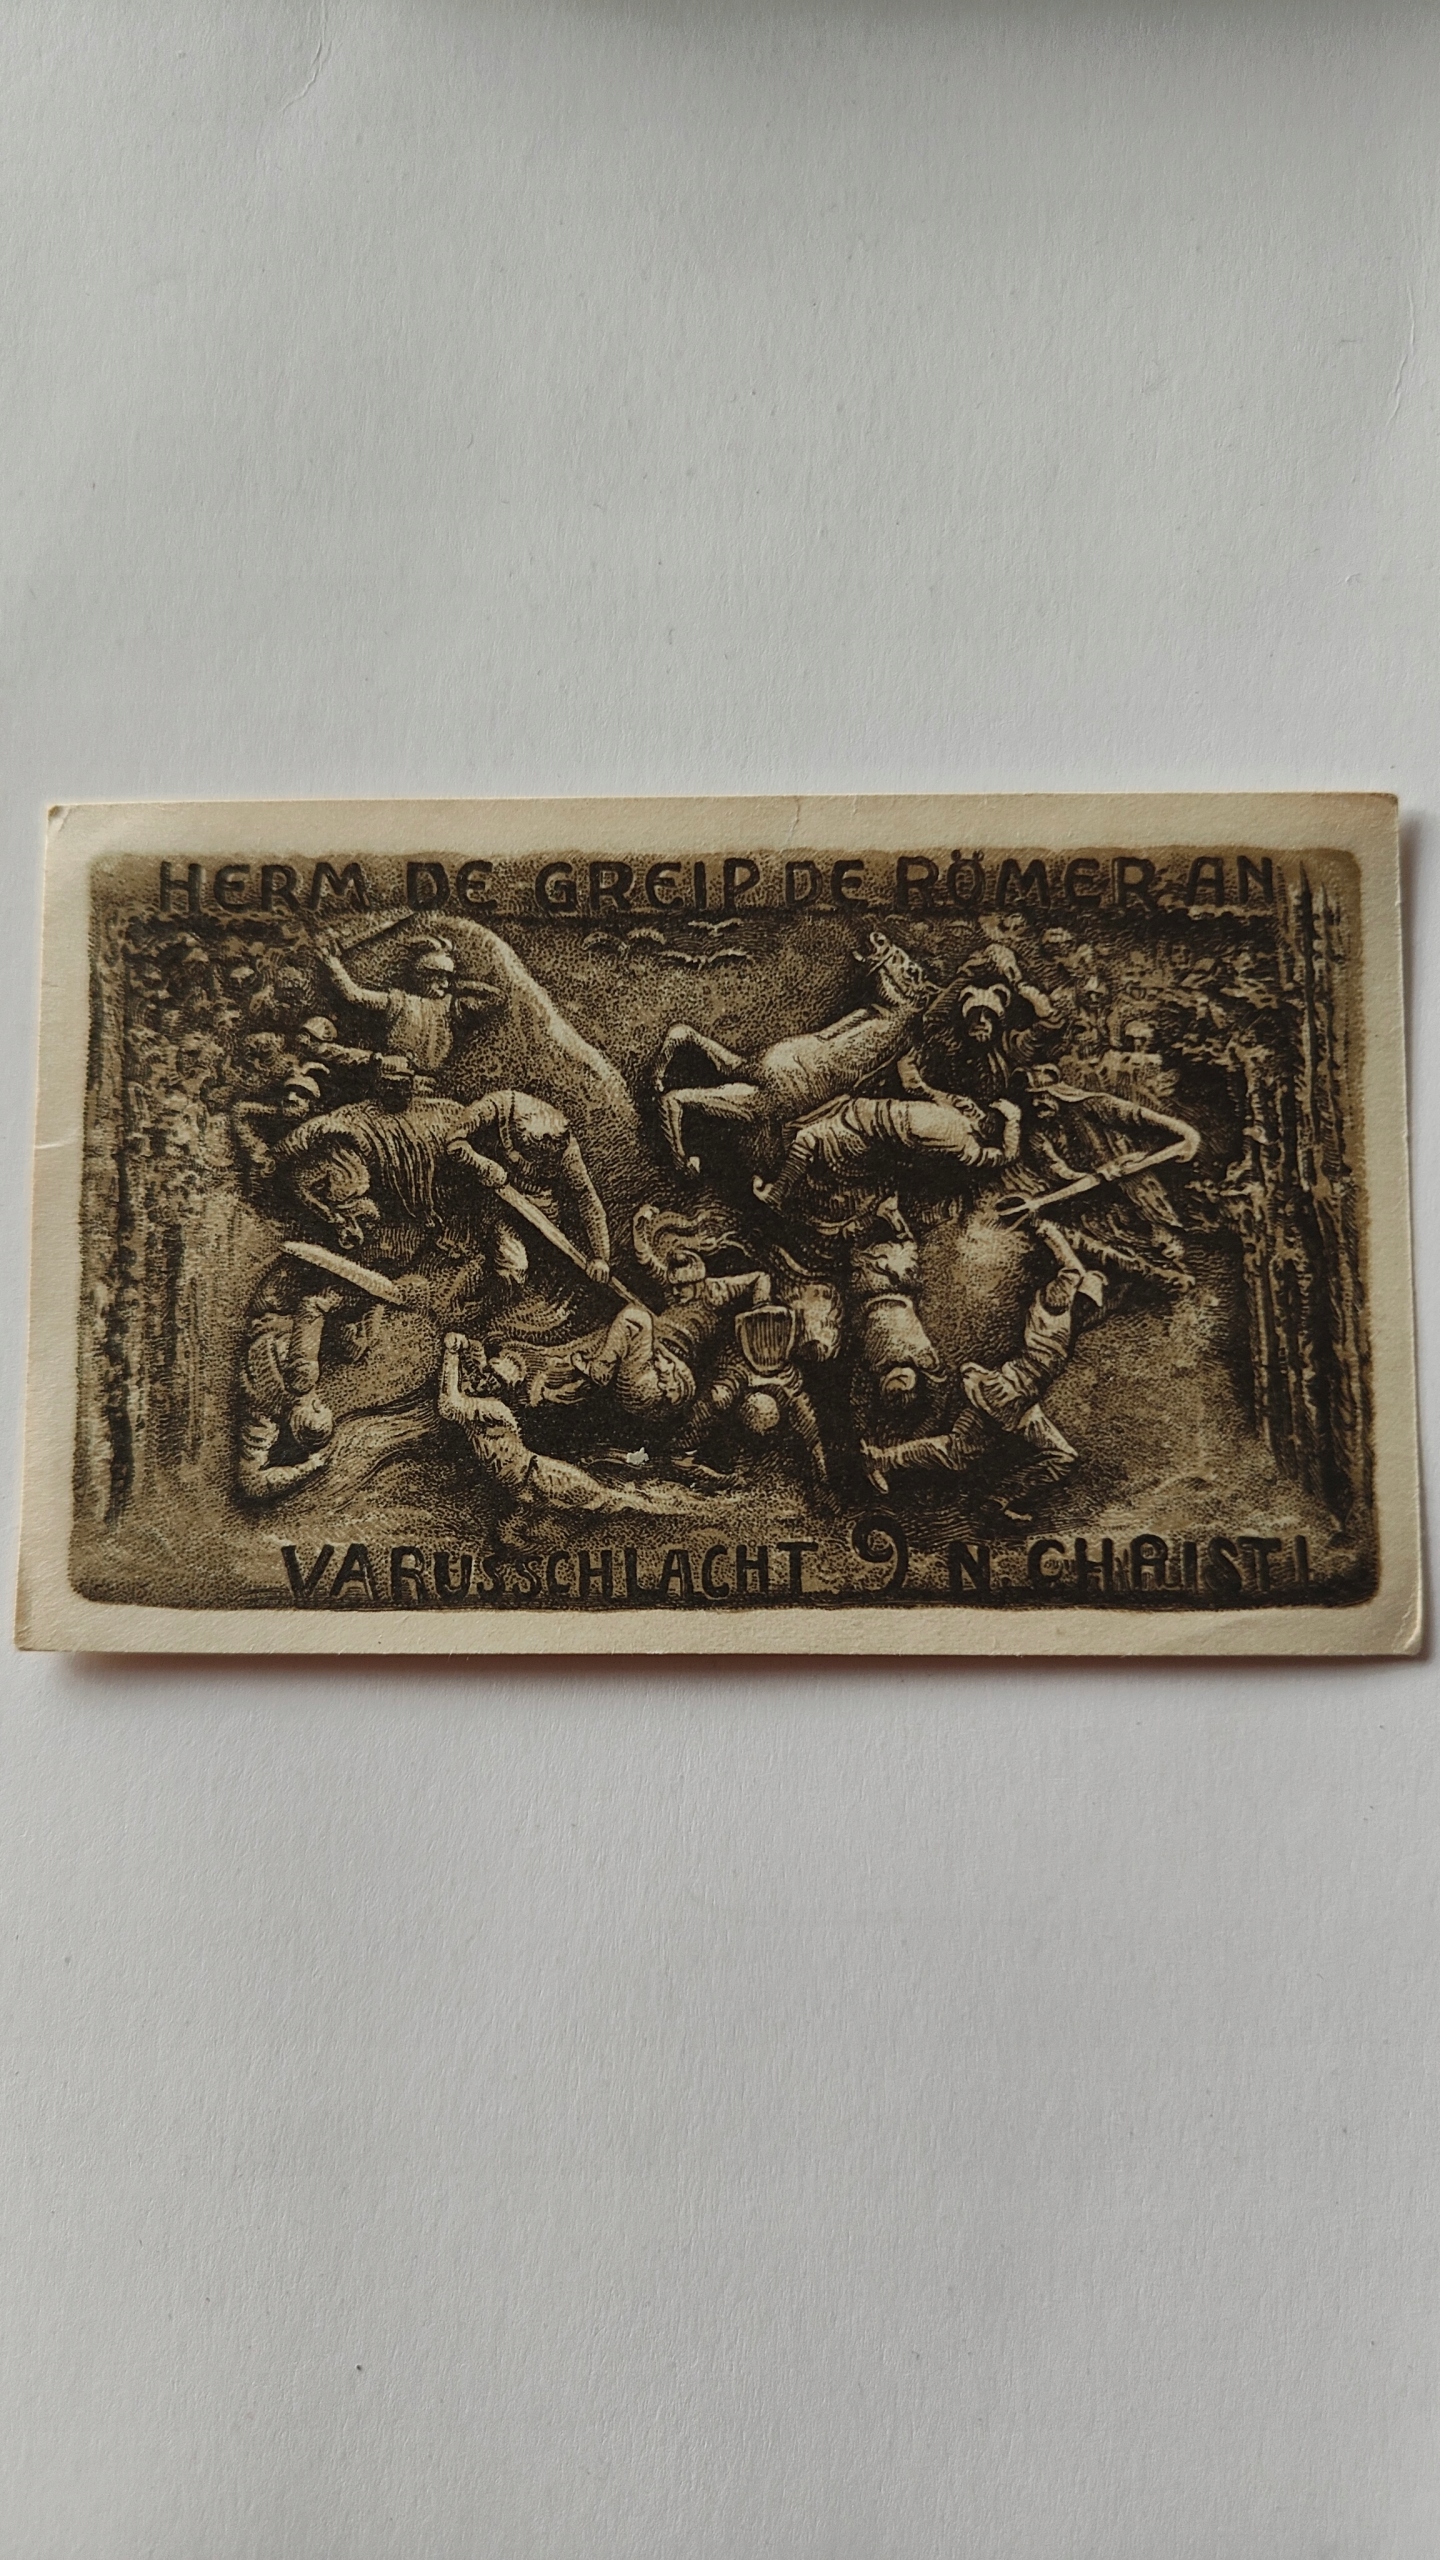 HERM DE GREIP DE RÖMER AN
VARUSSCHLACHT 9 N. CHRISTI